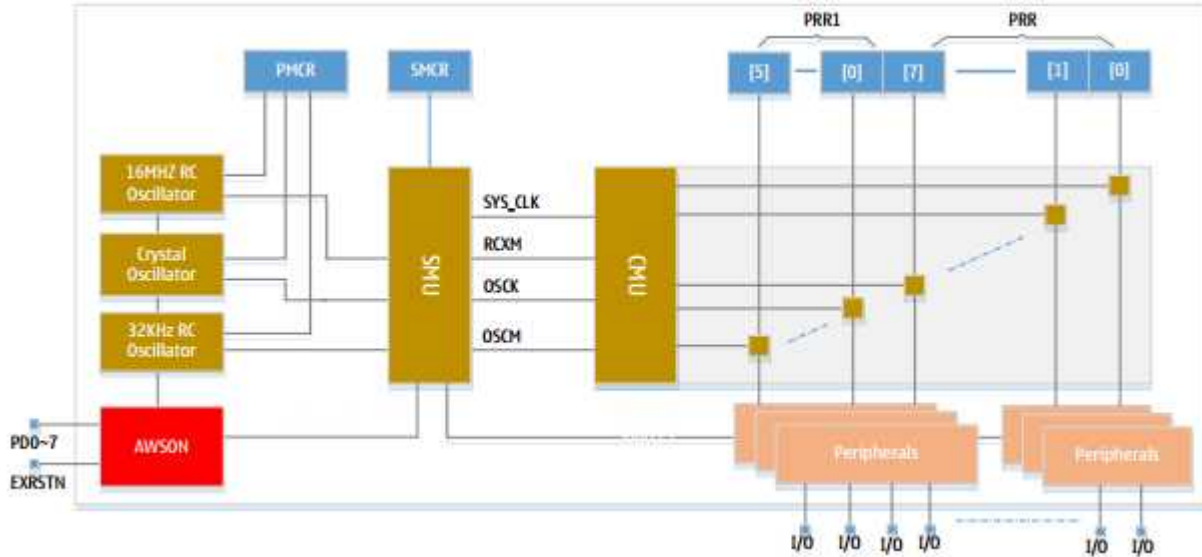 PRR1
PRR
PMCR
SMCR
[5]
[0]
[7]
[1]
[0]
16MHZ RC
Oscillator
Crystal
Oscillator
32KHz RC
Oscillator
SMU
SYS_CLK
RCXM
OSCK
OSCM
CMU
PD0~7
EXRSTN
AWSON
Peripherals
Peripherals
I/O
I/O
I/O
I/O
I/O
I/O